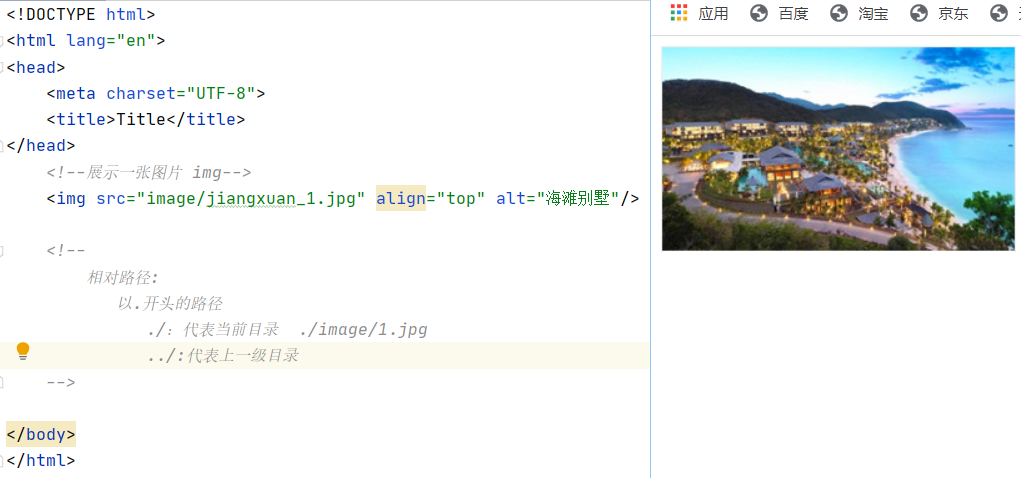 <!DOCTYPE html>
<html lang="en">
<head>
    <meta charset="UTF-8">
    <title>Title</title>
</head>
    <!--展示一张图片 img-->
    <img src="image/jiangxuan_1.jpg" align="top" alt="海滩别墅"/>
    <!--
        相对路径:
           以.开头的路径
              ./：代表当前目录  ./image/1.jpg
              ../:代表上一级目录
    -->
</body>
</html>
应用 百度 淘宝 京东